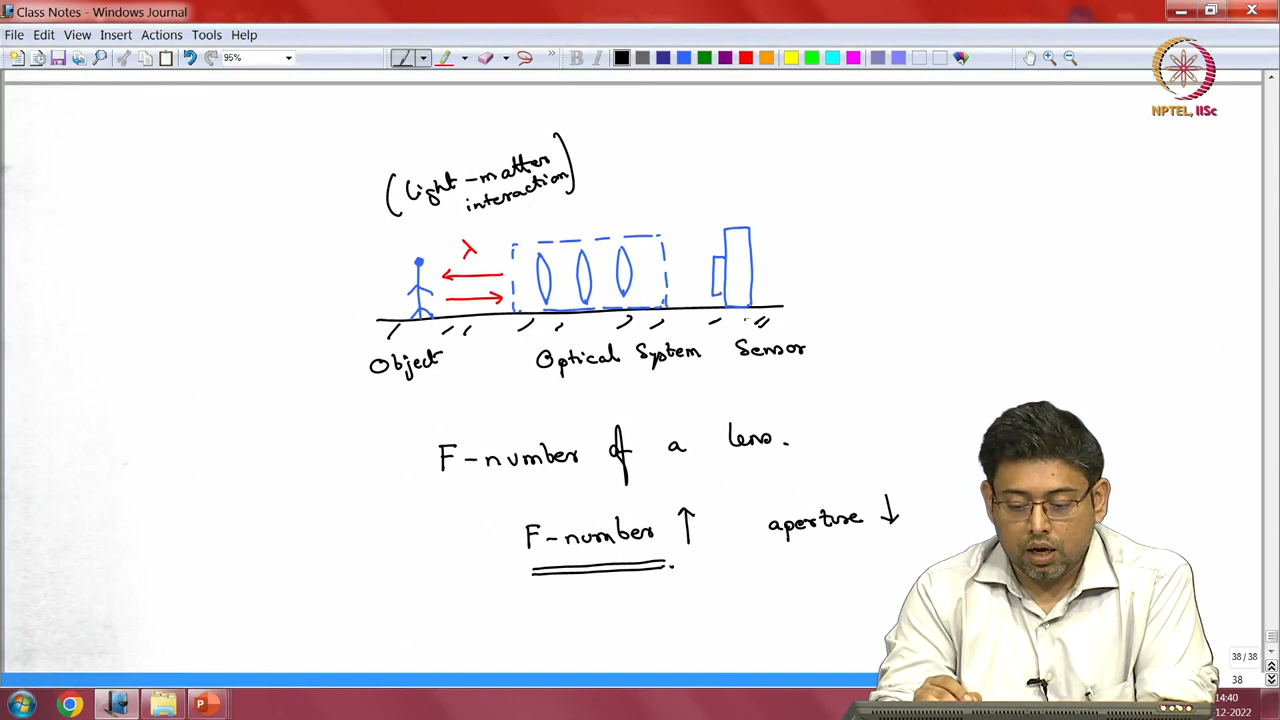 Class Notes - Windows Journal
File Edit View Insert Actions Tools Help
95%
B I
NPTEL, IISc
(light-matter
interaction)
λ
Object Optical System Sensor
F-number of a lens.
F-number ↑ aperture ↓
38 / 38
38
14:40
12-2022